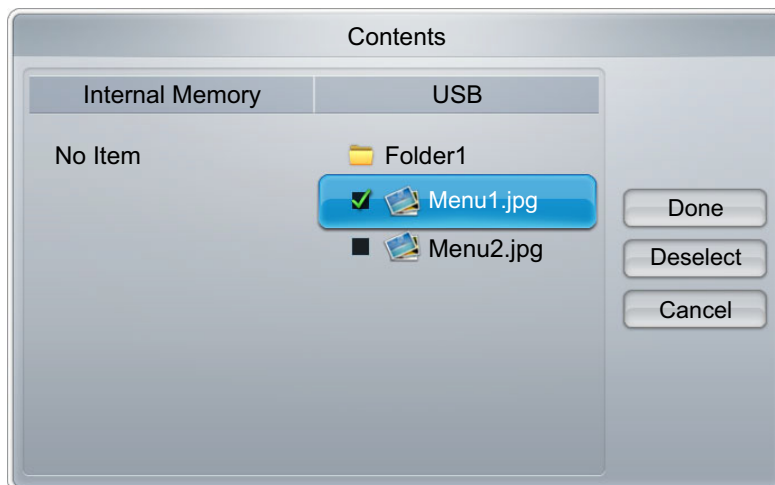 Contents
Internal Memory USB
No Item Folder1
Menu1.jpg
Done
Menu2.jpg
Deselect
Cancel